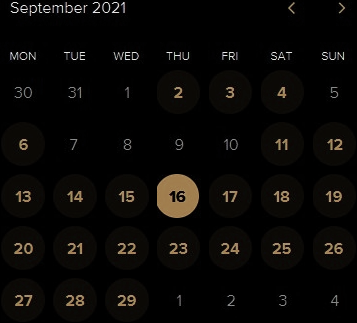 September 2021
MON TUE WED THU FRI SAT SUN
30 31 1 2 3 4 5
6 7 8 9 10 11 12
13 14 15 16 17 18 19
20 21 22 23 24 25 26
27 28 29 1 2 3 4